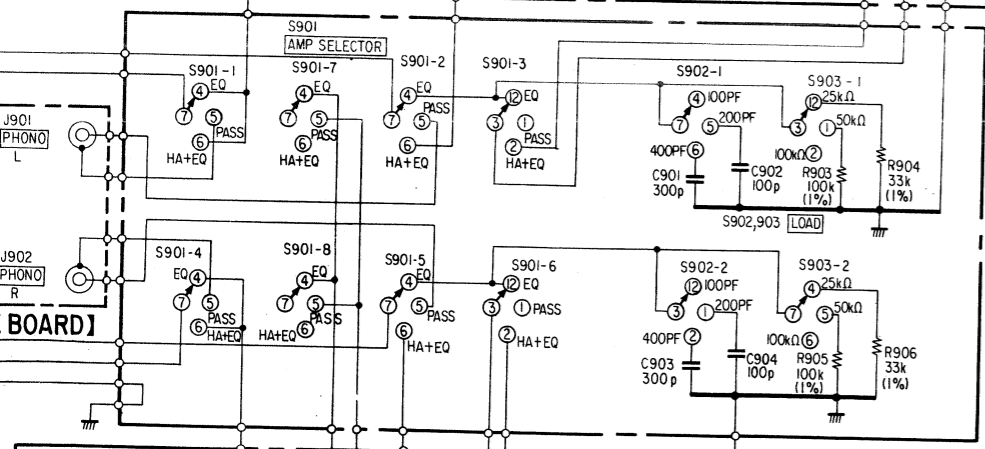 S901
AMP SELECTOR
S901-1
S901-7
S901-2
S901-3
S902-1
S903-1
EQ
EQ
EQ
EQ
100PF
25kΩ
4
4
4
12
4
12
7
7
7
3
7
3
PASS
PASS
PASS
PASS
200PF
50kΩ
5
5
5
1
5
1
HA+EQ
HA+EQ
HA+EQ
HA+EQ
400PF
100kΩ
6
6
6
2
6
2
J901
PHONO
L
C901
300p
C902
100p
R903
100k
(1%)
R904
33k
(1%)
S902,903 LOAD
S901-4
S901-8
S901-5
S901-6
S902-2
S903-2
EQ
EQ
EQ
EQ
100PF
25kΩ
4
4
4
12
12
4
7
7
7
3
3
7
PASS
PASS
PASS
PASS
200PF
50kΩ
5
5
5
1
1
5
HA+EQ
HA+EQ
HA+EQ
HA+EQ
400PF
100kΩ
6
6
6
2
2
6
J902
PHONO
R
BOARD】
C903
300p
C904
100p
R905
100k
(1%)
R906
33k
(1%)